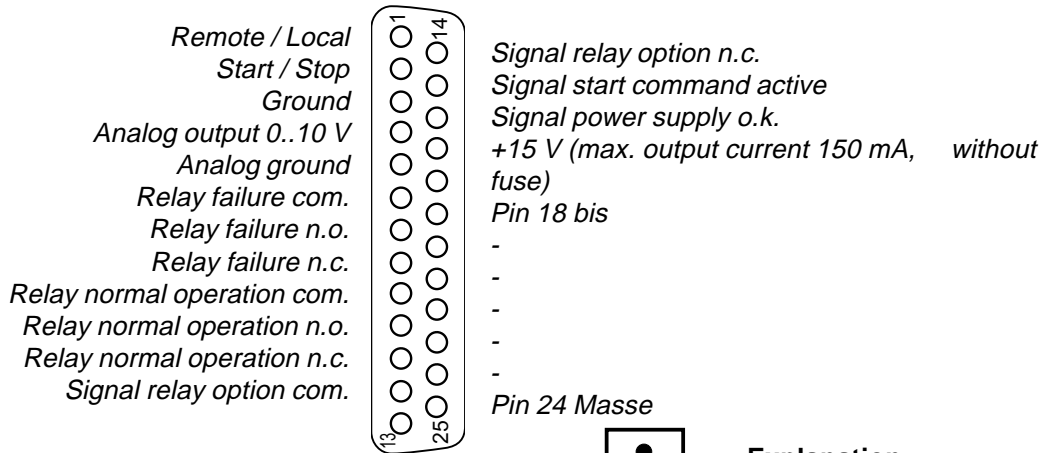 Remote / Local
Start / Stop
Ground
Analog output 0..10 V
Analog ground
Relay failure com.
Relay failure n.o.
Relay failure n.c.
Relay normal operation com.
Relay normal operation n.o.
Relay normal operation n.c.
Signal relay option com.
1
14
13
25
Signal relay option n.c.
Signal start command active
Signal power supply o.k.
+15 V (max. output current 150 mA, without
fuse)
Pin 18 bis
-
-
-
-
-
Pin 24 Masse
Explanation